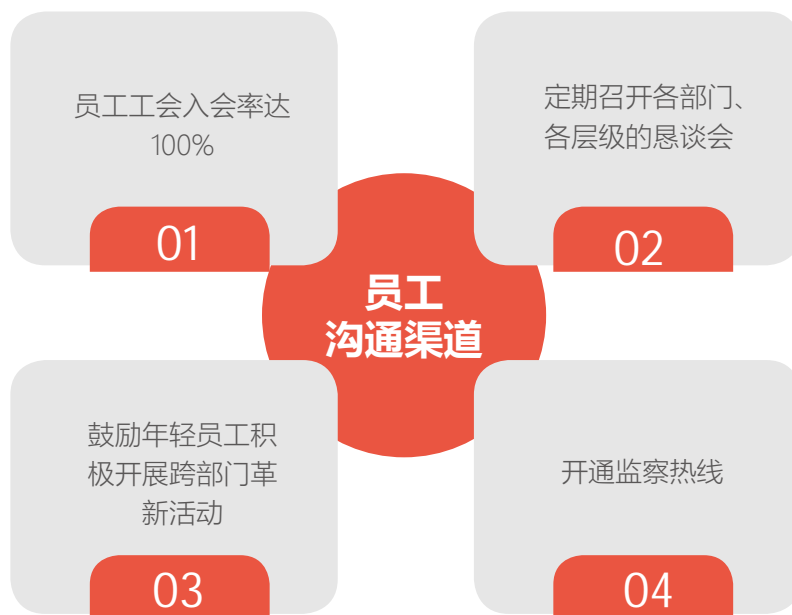 员工工会入会率达
100%
01
定期召开各部门、
各层级的恳谈会
02
员工
沟通渠道
鼓励年轻员工积
极开展跨部门革
新活动
03
开通监察热线
04